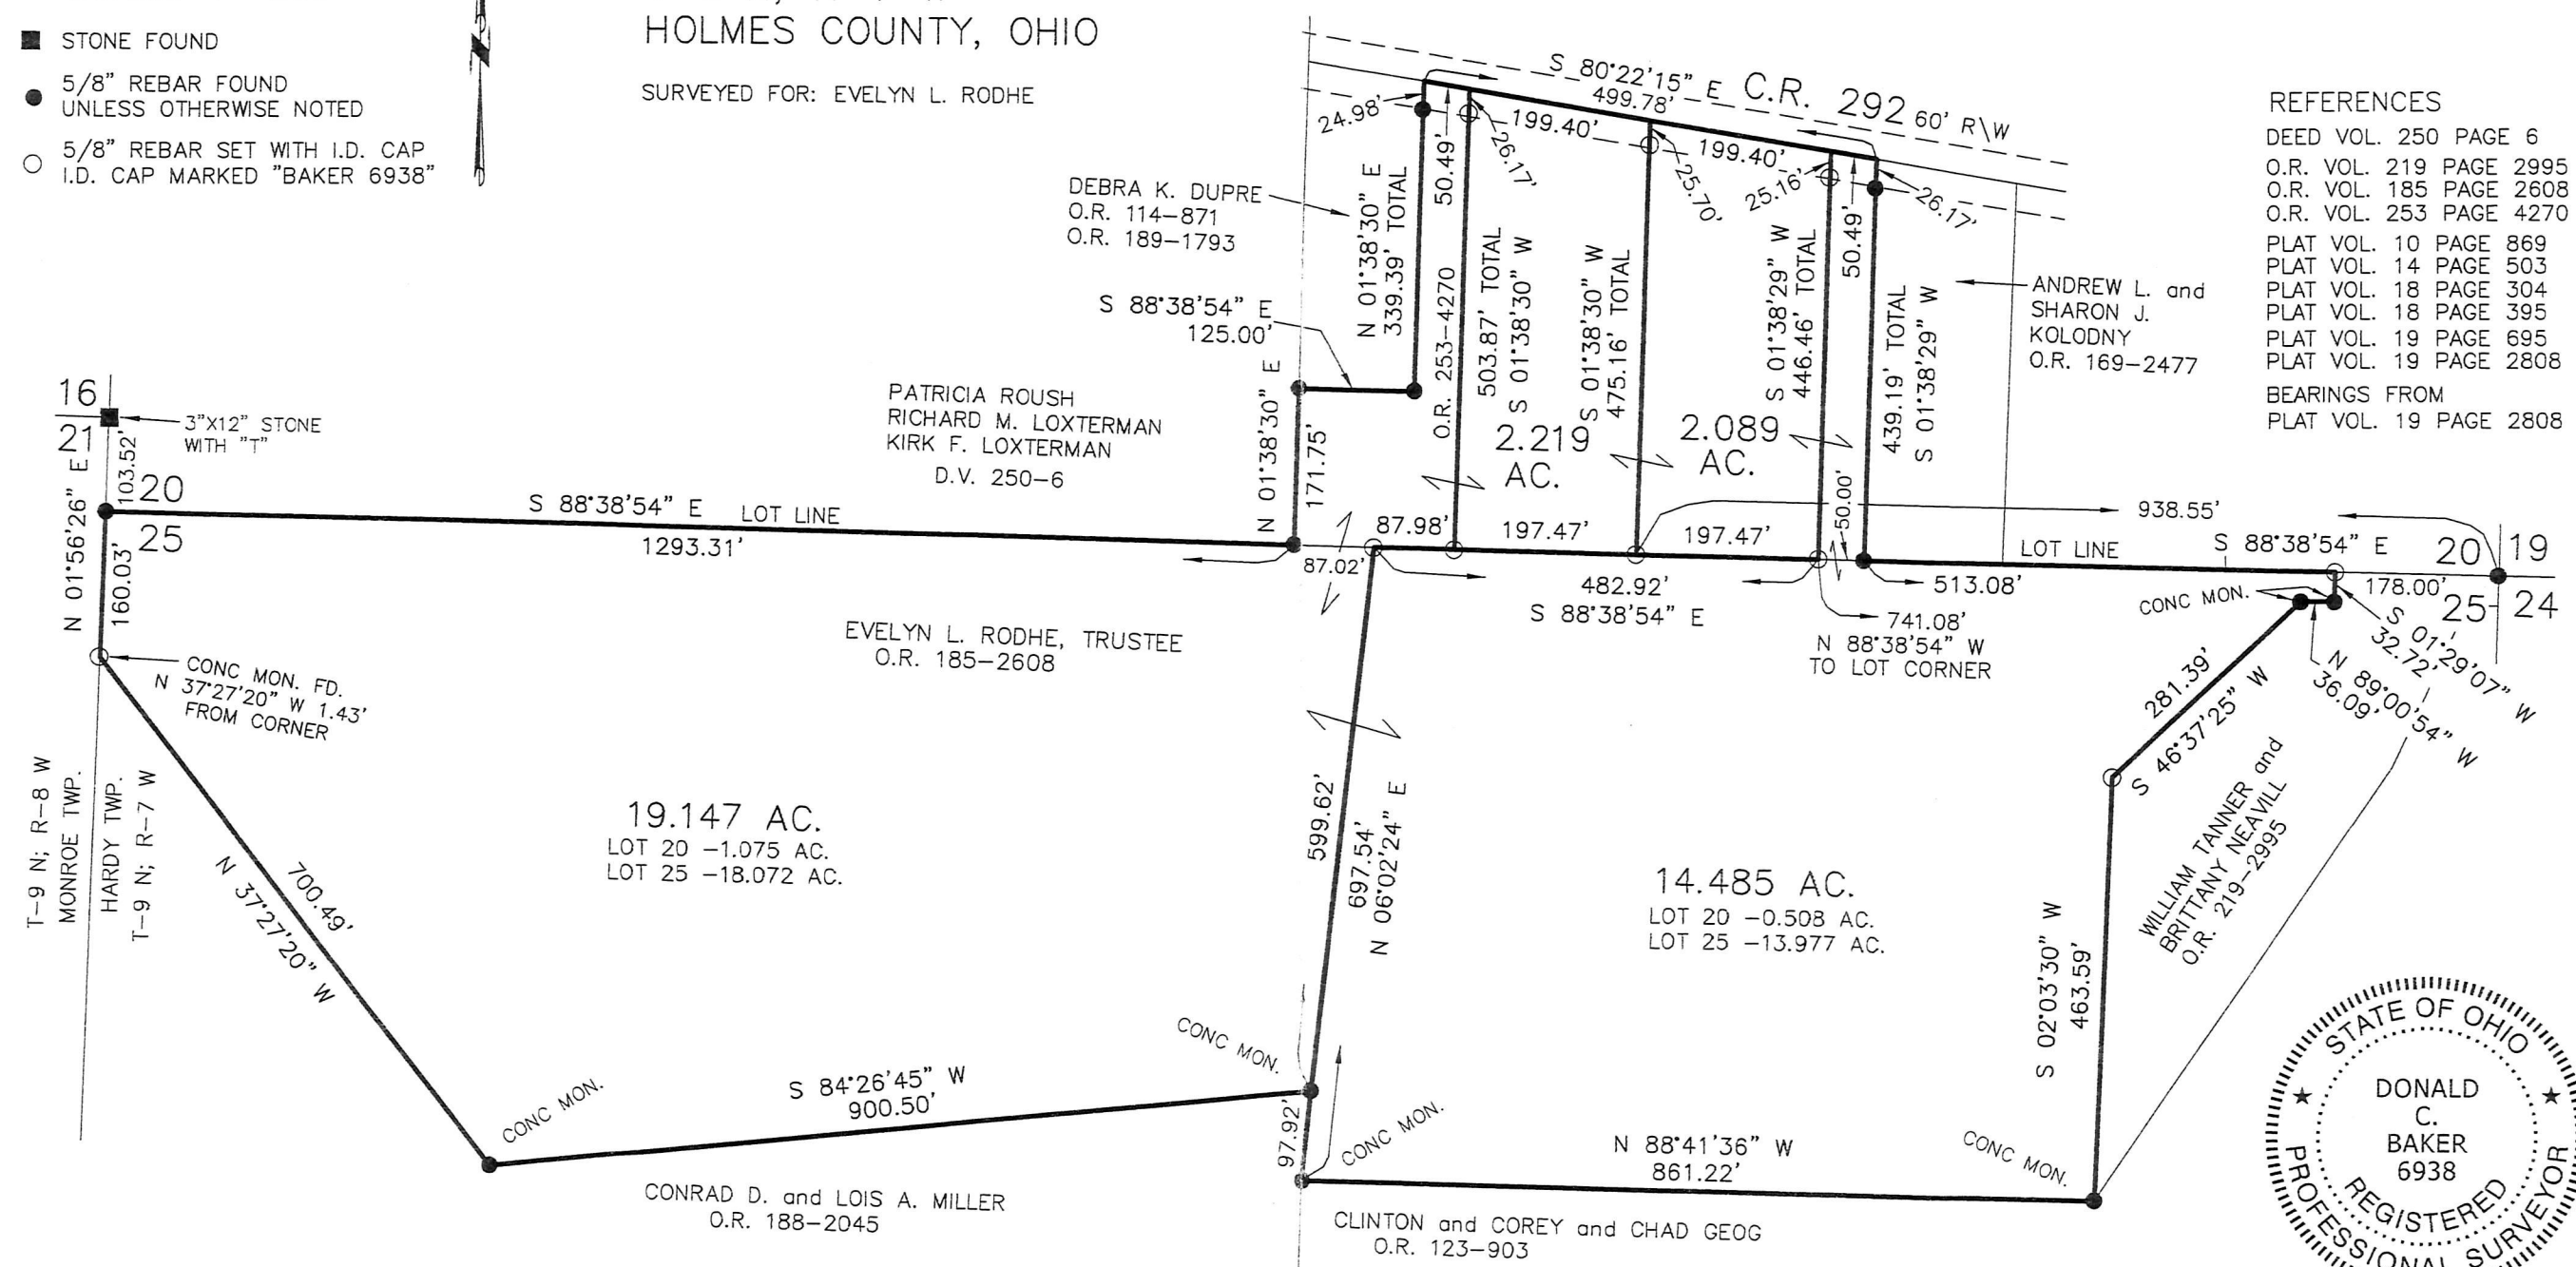 HOLMES COUNTY, OHIO
SURVEYED FOR: EVELYN L. RODHE
STONE FOUND
5/8" REBAR FOUND
UNLESS OTHERWISE NOTED
5/8" REBAR SET WITH I.D. CAP
I.D. CAP MARKED "BAKER 6938"
REFERENCES
DEED VOL. 250 PAGE 6
O.R. VOL. 219 PAGE 2995
O.R. VOL. 185 PAGE 2608
O.R. VOL. 253 PAGE 4270
PLAT VOL. 10 PAGE 869
PLAT VOL. 14 PAGE 503
PLAT VOL. 18 PAGE 304
PLAT VOL. 18 PAGE 395
PLAT VOL. 19 PAGE 695
PLAT VOL. 19 PAGE 2808
BEARINGS FROM
PLAT VOL. 19 PAGE 2808
S 80°22'15" E
499.78'
C.R. 292 60' R\W
24.98'
50.49'
26.17'
199.40'
25.70'
199.40'
25.16'
50.49'
26.17'
DEBRA K. DUPRE
O.R. 114-871
O.R. 189-1793
N 01°38'30" E
339.39' TOTAL
S 88°38'54" E
125.00'
O.R. 253-4270
503.87' TOTAL
S 01°38'30" W
S 01°38'30" W
475.16' TOTAL
S 01°38'29" W
446.46' TOTAL
439.19' TOTAL
S 01°38'29" W
ANDREW L. and
SHARON J.
KOLODNY
O.R. 169-2477
2.219
AC.
2.089
AC.
PATRICIA ROUSH
RICHARD M. LOXTERMAN
KIRK F. LOXTERMAN
D.V. 250-6
N 01°38'30" E
171.75'
16
21
3"X12" STONE
WITH "T"
103.52'
N 01°56'26" E
160.03'
20
25
S 88°38'54" E LOT LINE
1293.31'
87.02'
87.98'
197.47'
197.47'
50.00'
938.55'
482.92'
S 88°38'54" E
513.08'
LOT LINE
S 88°38'54" E
741.08'
N 88°38'54" W
TO LOT CORNER
178.00'
20 19
25 24
CONC MON.
S 01°29'07" W
32.72'
N 89°00'54" W
36.09'
281.39'
S 46°37'25" W
WILLIAM TANNER and
BRITTANY NEAVILL
O.R. 219-2995
EVELYN L. RODHE, TRUSTEE
O.R. 185-2608
CONC MON. FD.
N 37°27'20" W 1.43'
FROM CORNER
T-9 N; R-8 W
MONROE TWP.
HARDY TWP.
T-9 N; R-7 W
700.49'
N 37°27'20" W
19.147 AC.
LOT 20 -1.075 AC.
LOT 25 -18.072 AC.
599.62'
697.54'
N 06°02'24" E
14.485 AC.
LOT 20 -0.508 AC.
LOT 25 -13.977 AC.
S 02°03'30" W
463.59'
CONC MON.
S 84°26'45" W
900.50'
CONC MON.
97.92'
CONC MON.
N 88°41'36" W
861.22'
CONC MON.
CONRAD D. and LOIS A. MILLER
O.R. 188-2045
CLINTON and COREY and CHAD GEOG
O.R. 123-903
STATE OF OHIO
DONALD
C.
BAKER
6938
REGISTERED
PROFESSIONAL SURVEYOR